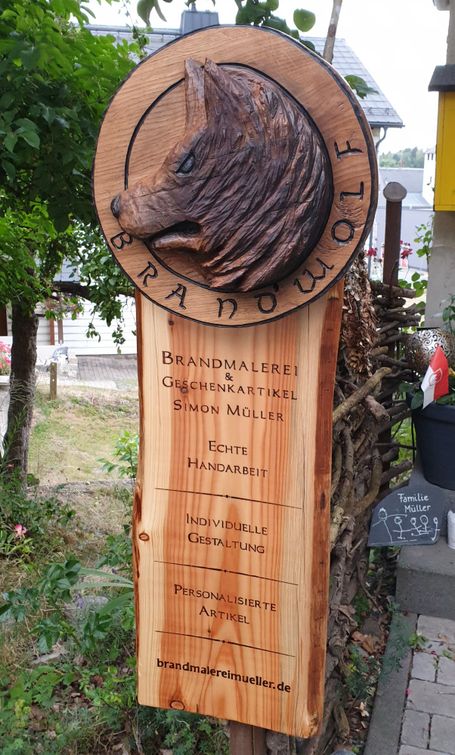 BRANDWOLF
BRANDMALEREI
&
GESCHENKARTIKEL
SIMON MÜLLER
ECHTE
HANDARBEIT
INDIVIDUELLE
GESTALTUNG
PERSONALISIERTE
ARTIKEL
brandmalereimueller.de
Familie
Müller